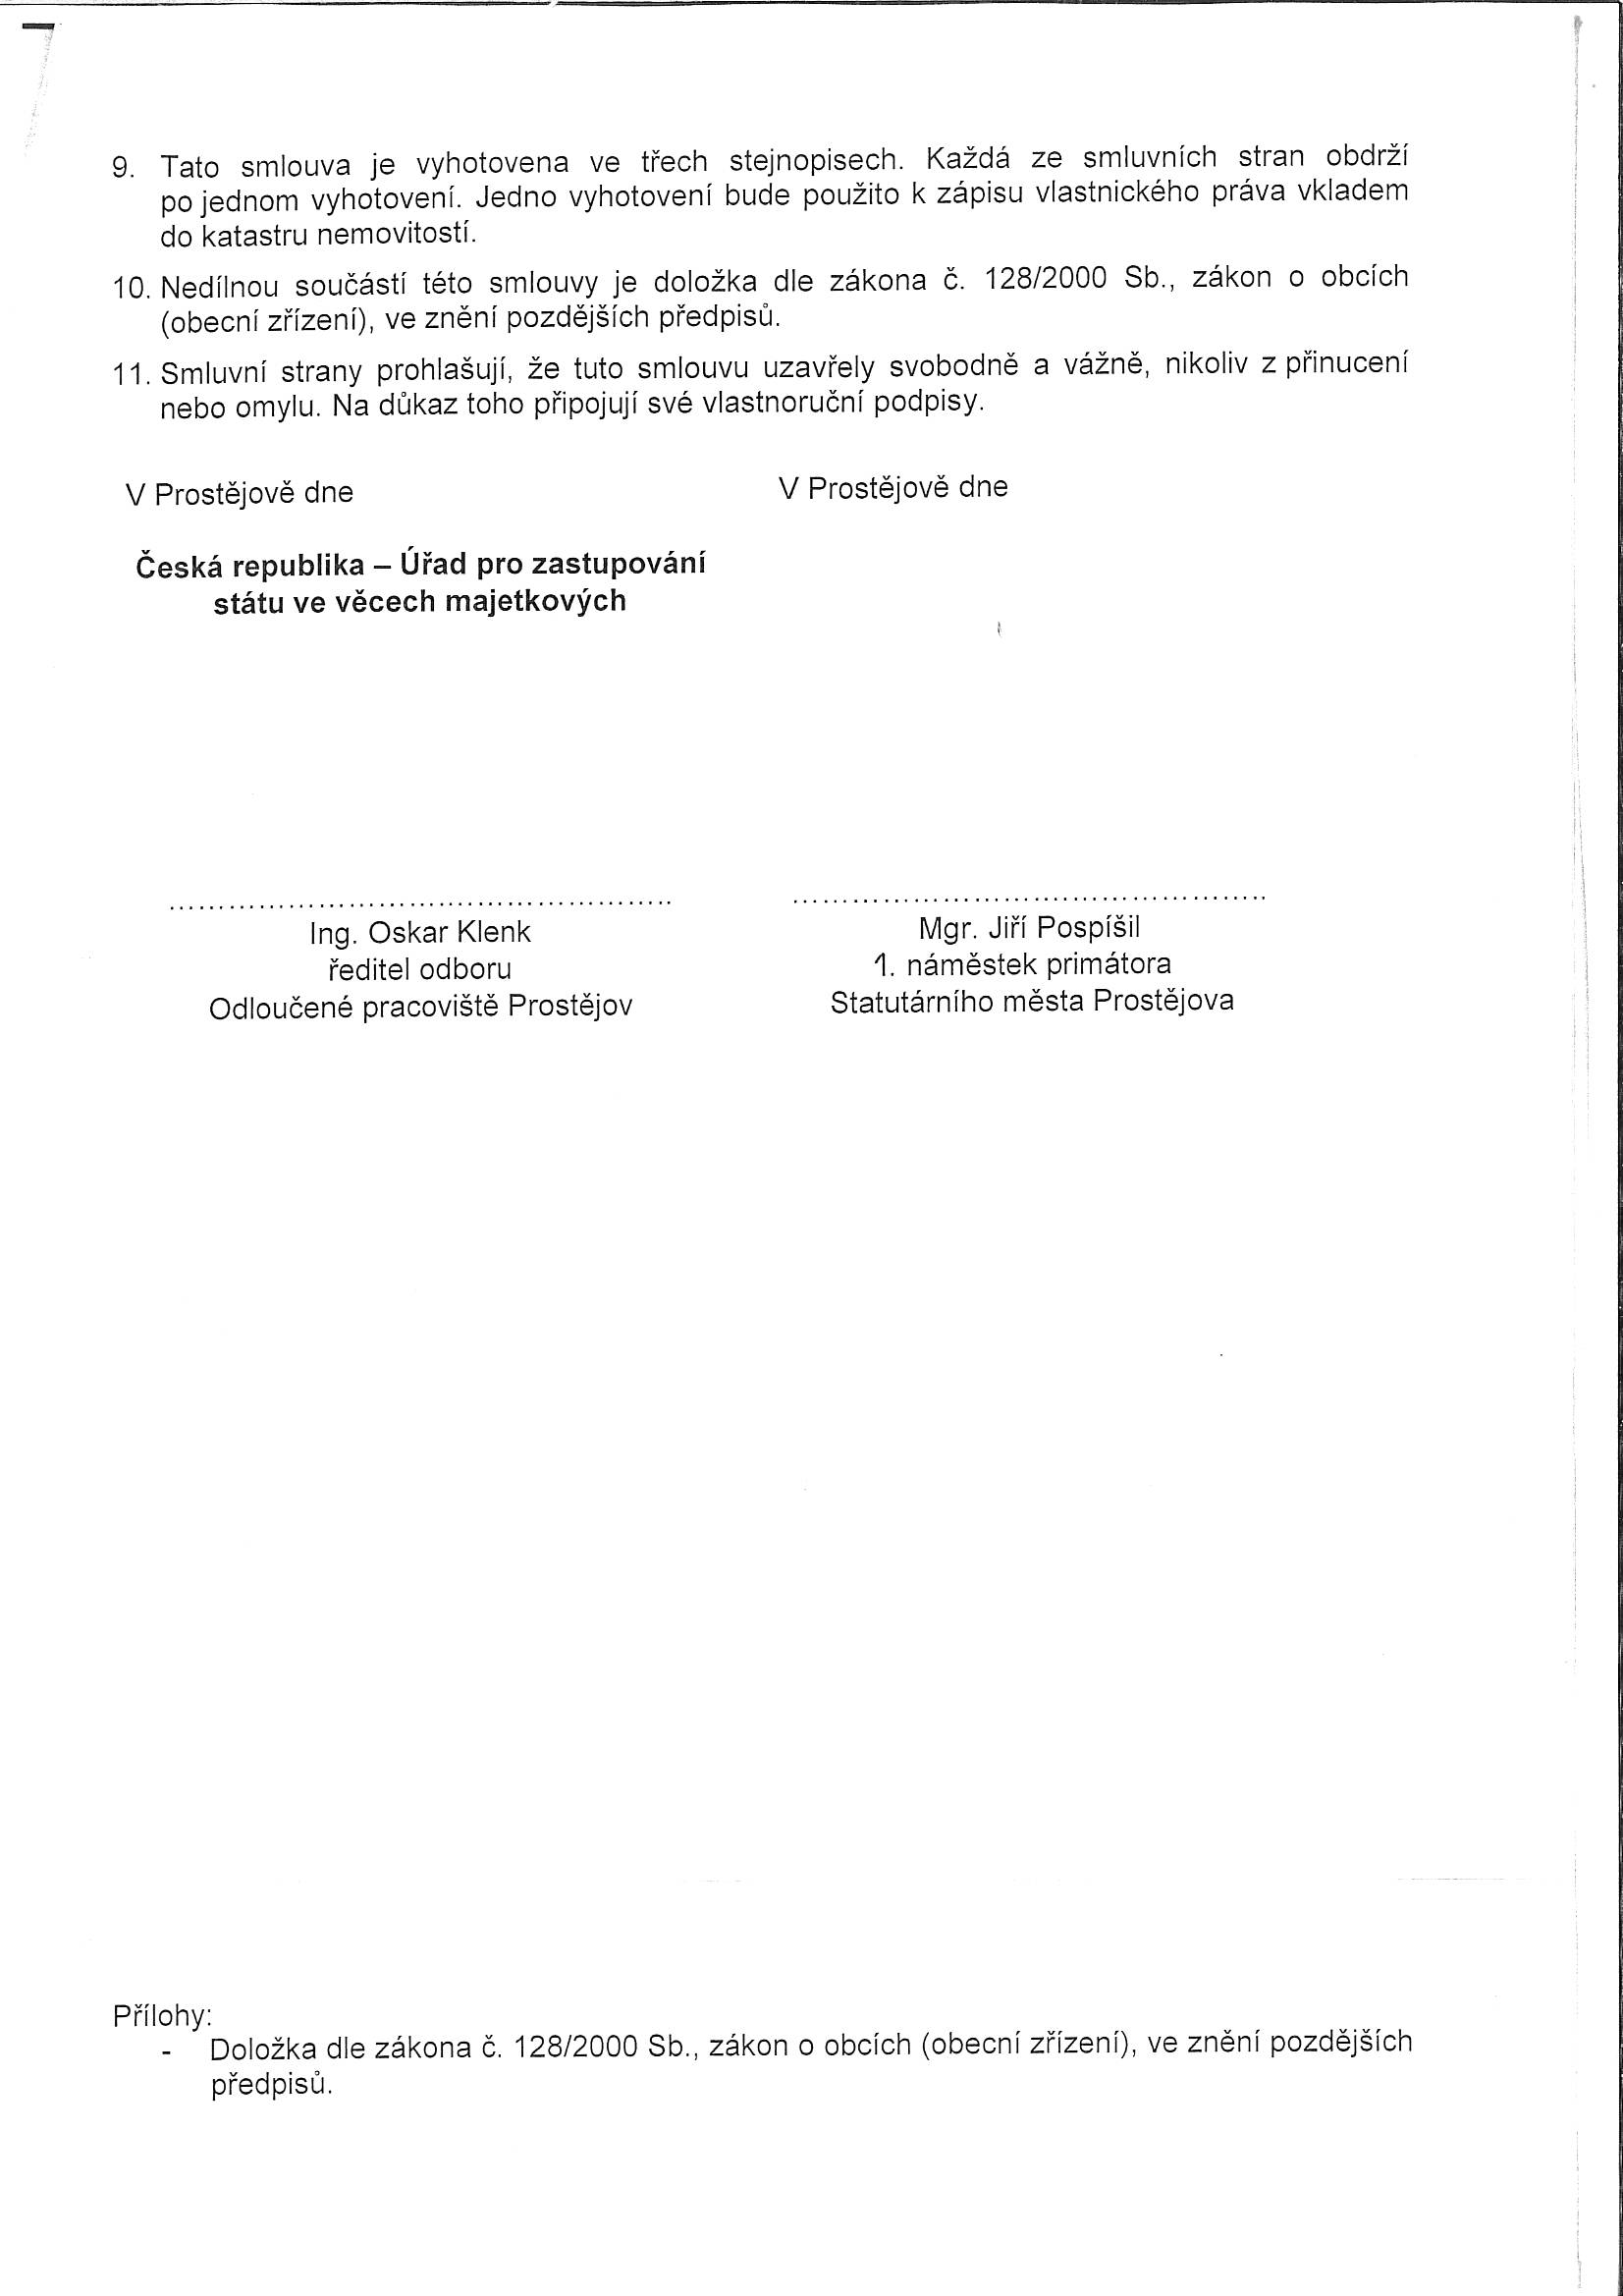 9. Tato smlouva je vyhotovena ve třech stejnopisech. Každá ze smluvních stran obdrží
po jednom vyhotovení. Jedno vyhotovení bude použito k zápisu vlastnického práva vkladem
do katastru nemovitostí.
10. Nedílnou součástí této smlouvy je doložka dle zákona č. 128/2000 Sb., zákon o obcích
(obecní zřízení), ve znění pozdějších předpisů.
11. Smluvní strany prohlašují, že tuto smlouvu uzavřely svobodně a vážně, nikoliv z přinucení
nebo omylu. Na důkaz toho připojují své vlastnoruční podpisy.
V Prostějově dne
V Prostějově dne
Česká republika – Úřad pro zastupování
státu ve věcech majetkových
Ing. Oskar Klenk
ředitel odboru
Odloučené pracoviště Prostějov
Mgr. Jiří Pospíšil
1. náměstek primátora
Statutárního města Prostějova
Přílohy:
- Doložka dle zákona č. 128/2000 Sb., zákon o obcích (obecní zřízení), ve znění pozdějších
předpisů.